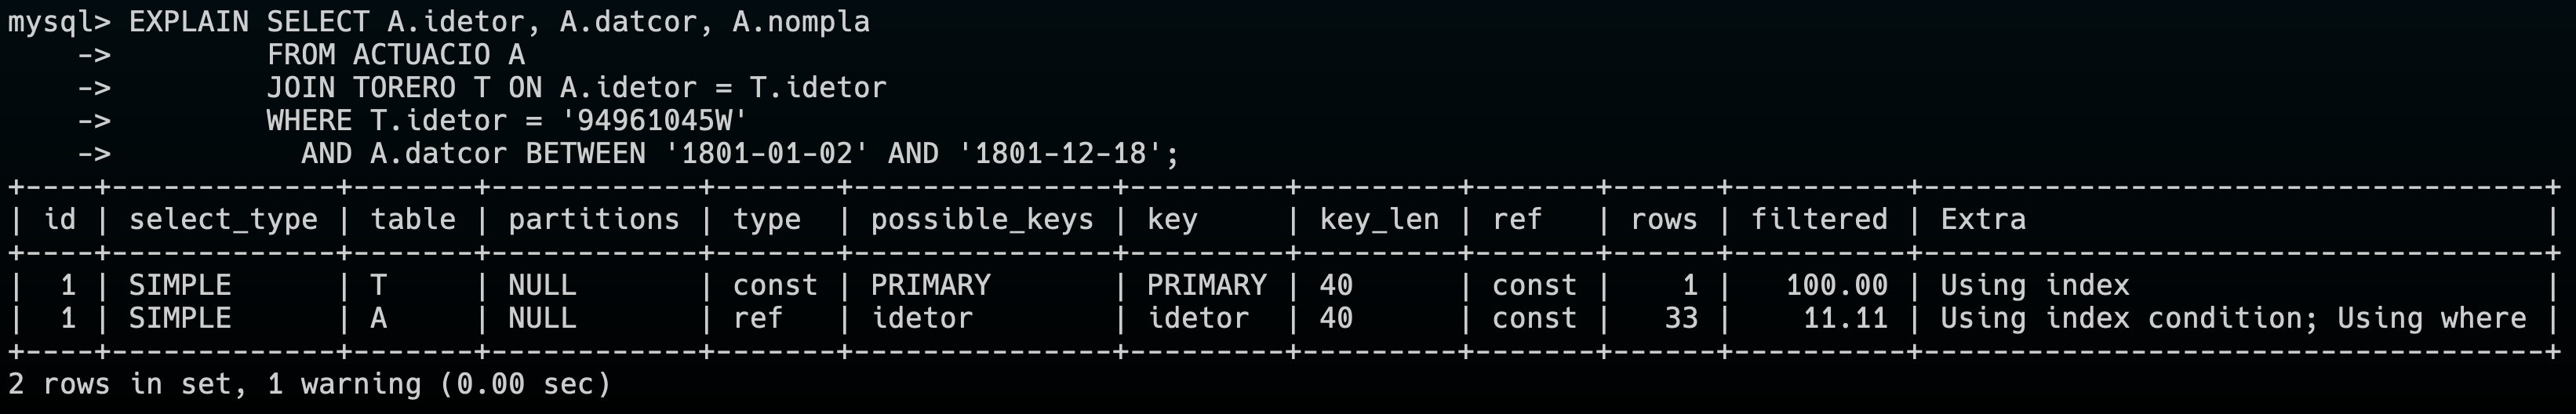 mysql> EXPLAIN SELECT A.idetor, A.datcor, A.nompla
    ->         FROM ACTUACIO A
    ->         JOIN TORERO T ON A.idetor = T.idetor
    ->         WHERE T.idetor = '94961045W'
    ->           AND A.datcor BETWEEN '1801-01-02' AND '1801-12-18';
+----+-------------+-------+------------+-------+---------------+---------+---------+-------+------+----------+------------------------------------+
| id | select_type | table | partitions | type  | possible_keys | key     | key_len | ref   | rows | filtered | Extra                              |
+----+-------------+-------+------------+-------+---------------+---------+---------+-------+------+----------+------------------------------------+
|  1 | SIMPLE      | T     | NULL       | const | PRIMARY       | PRIMARY | 40      | const |    1 |   100.00 | Using index                        |
|  1 | SIMPLE      | A     | NULL       | ref   | idetor        | idetor  | 40      | const |   33 |    11.11 | Using index condition; Using where |
+----+-------------+-------+------------+-------+---------------+---------+---------+-------+------+----------+------------------------------------+
2 rows in set, 1 warning (0.00 sec)